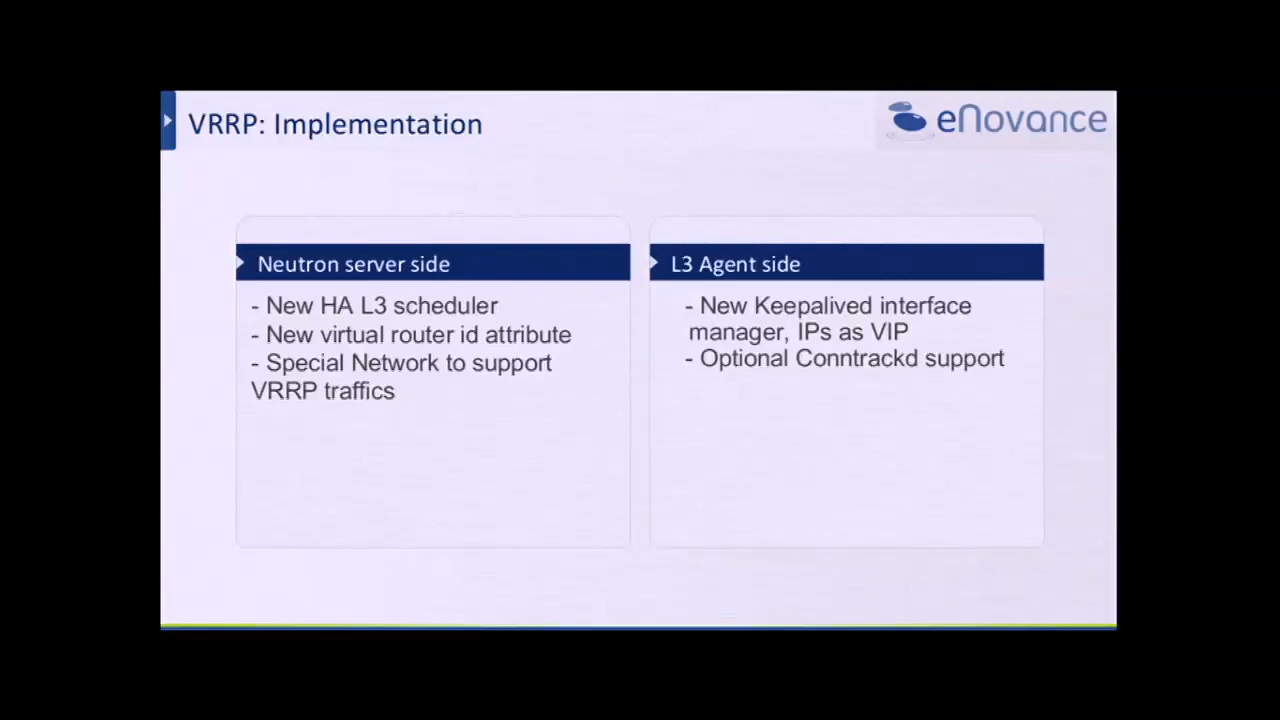 VRRP: Implementation
eNovance
Neutron server side
- New HA L3 scheduler
- New virtual router id attribute
- Special Network to support
VRRP traffics
L3 Agent side
- New Keepalived interface
manager, IPs as VIP
- Optional Conntrackd support